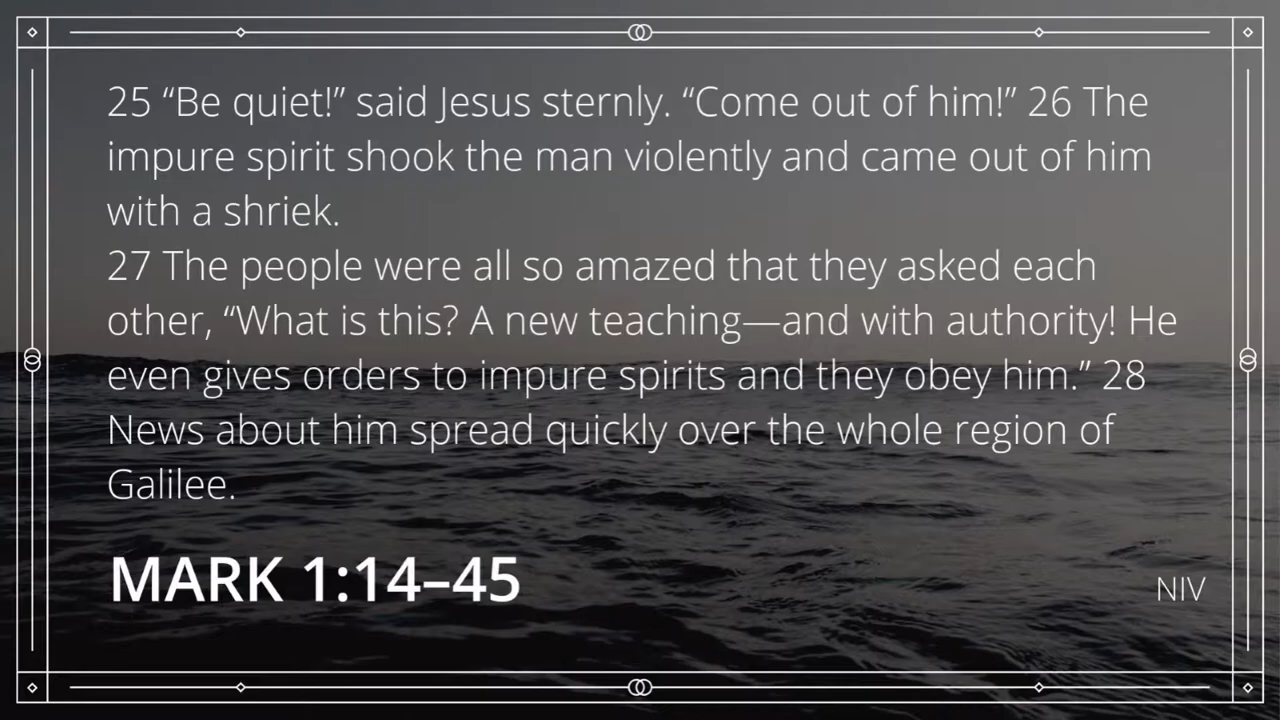 25 “Be quiet!” said Jesus sternly. “Come out of him!” 26 The
impure spirit shook the man violently and came out of him
with a shriek.
27 The people were all so amazed that they asked each
other, “What is this? A new teaching—and with authority! He
even gives orders to impure spirits and they obey him.” 28
News about him spread quickly over the whole region of
Galilee.
MARK 1:14–45
NIV